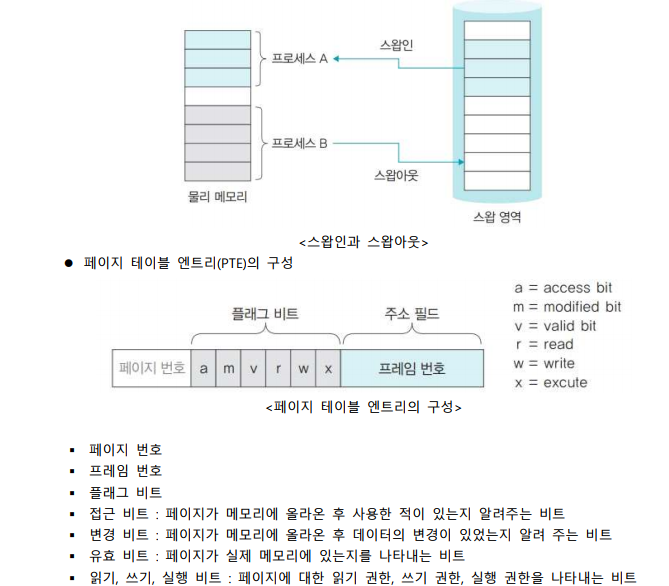 스왑인
프로세스 A
프로세스 B
스왑아웃
물리 메모리
스왑 영역
<스왑인과 스왑아웃>
● 페이지 테이블 엔트리(PTE)의 구성
플래그 비트
주소 필드
a = access bit
m = modified bit
v = valid bit
r = read
w = write
x = excute
페이지 번호 a m v r w x 프레임 번호
<페이지 테이블 엔트리의 구성>
▪ 페이지 번호
▪ 프레임 번호
▪ 플래그 비트
▪ 접근 비트 : 페이지가 메모리에 올라온 후 사용한 적이 있는지 알려주는 비트
▪ 변경 비트 : 페이지가 메모리에 올라온 후 데이터의 변경이 있었는지 알려 주는 비트
▪ 유효 비트 : 페이지가 실제 메모리에 있는지를 나타내는 비트
▪ 읽기, 쓰기, 실행 비트 : 페이지에 대한 읽기 권한, 쓰기 권한, 실행 권한을 나타내는 비트